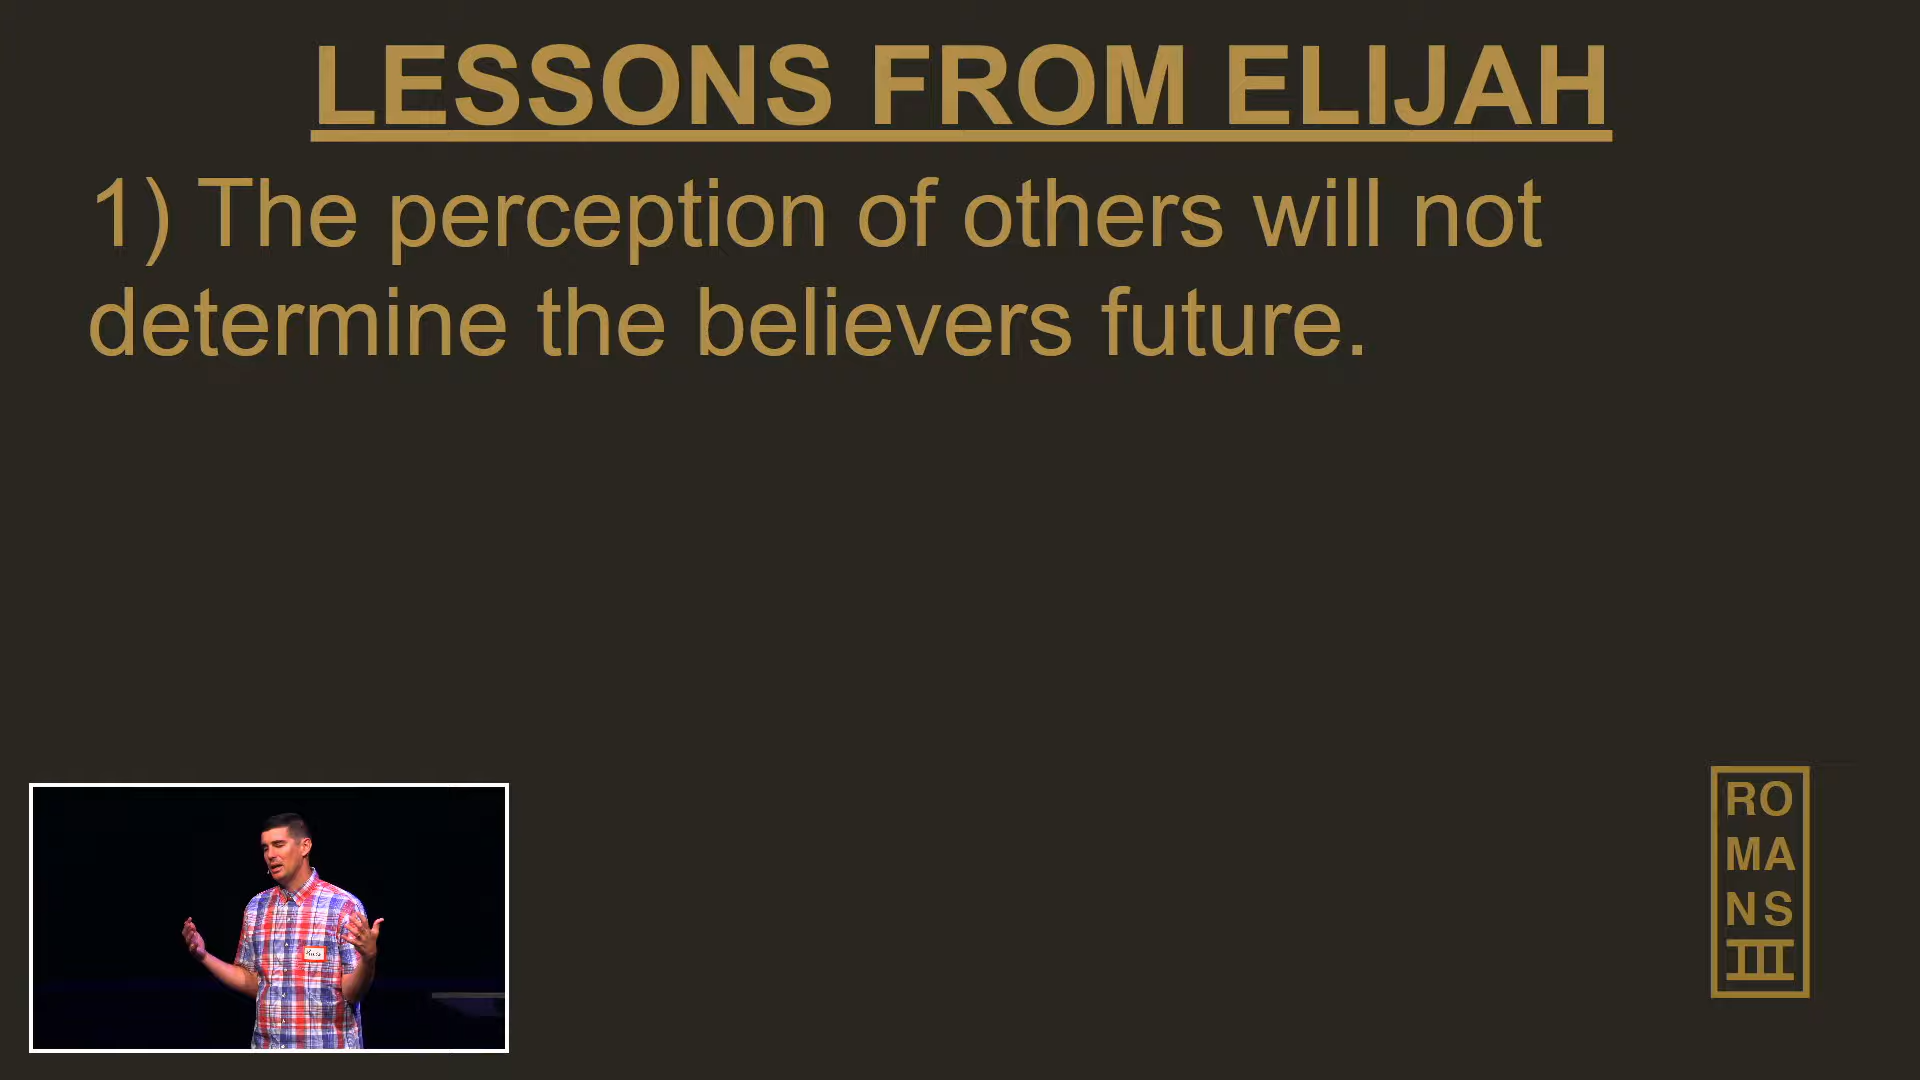 LESSONS FROM ELIJAH
1) The perception of others will not
determine the believers future.
RO
MA
NS
III